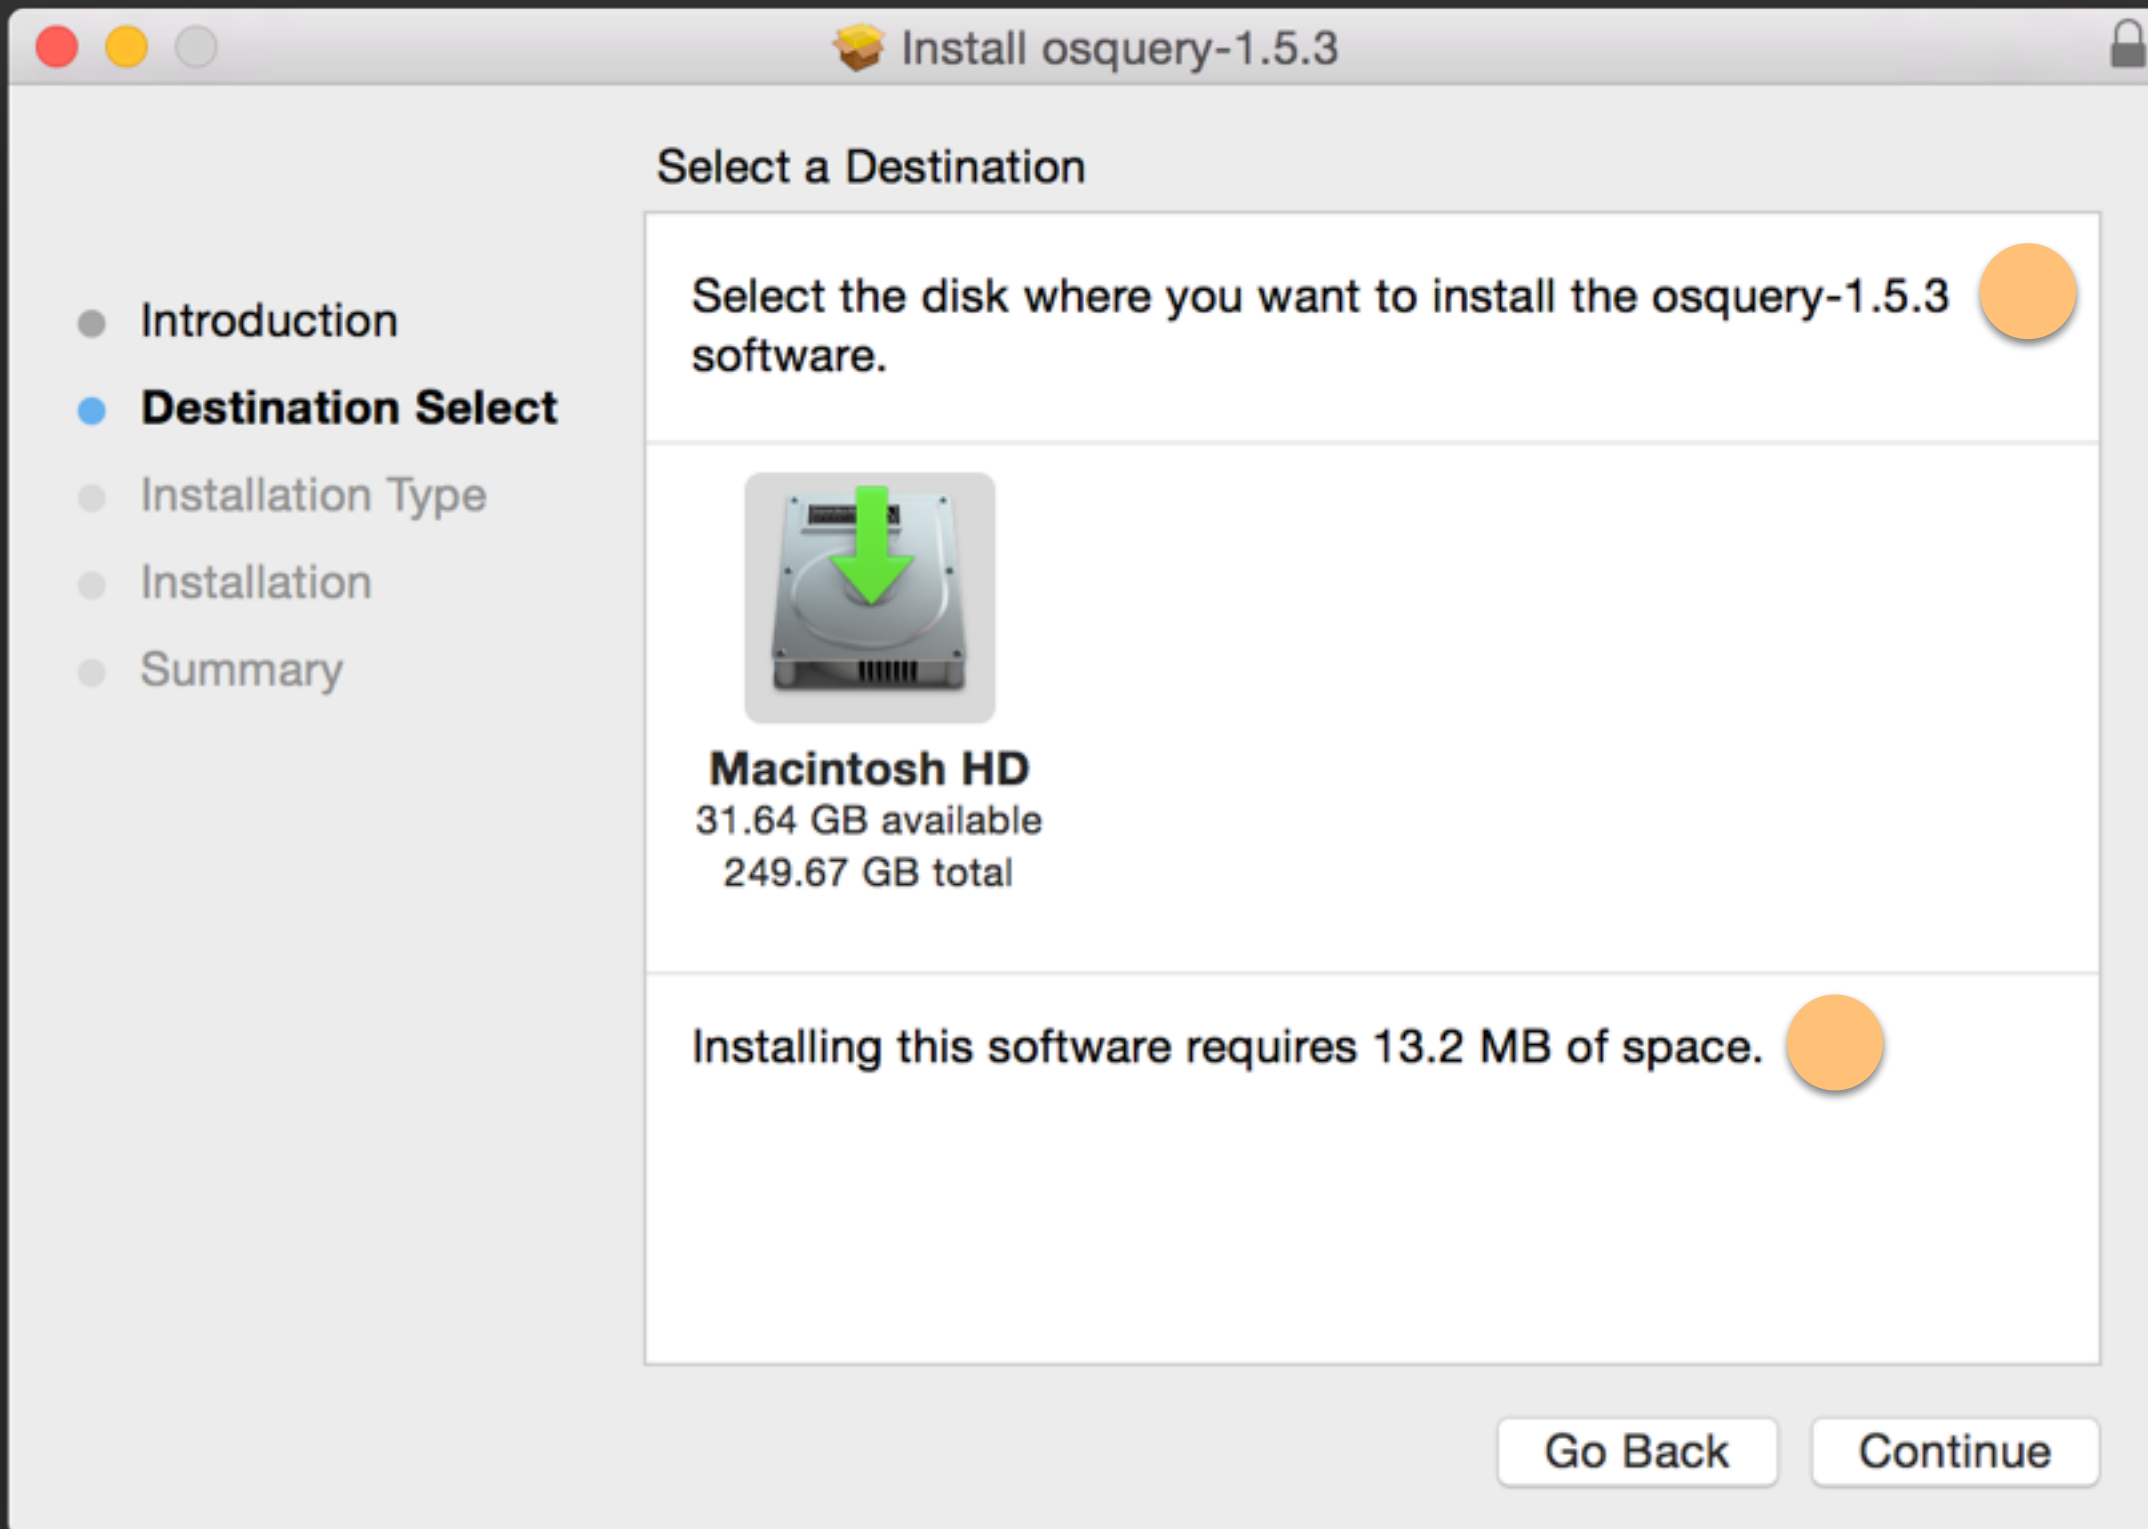 Install osquery-1.5.3
Select a Destination
Introduction
Destination Select
Installation Type
Installation
Summary
Select the disk where you want to install the osquery-1.5.3
software.
Macintosh HD
31.64 GB available
249.67 GB total
Installing this software requires 13.2 MB of space.
Go Back
Continue